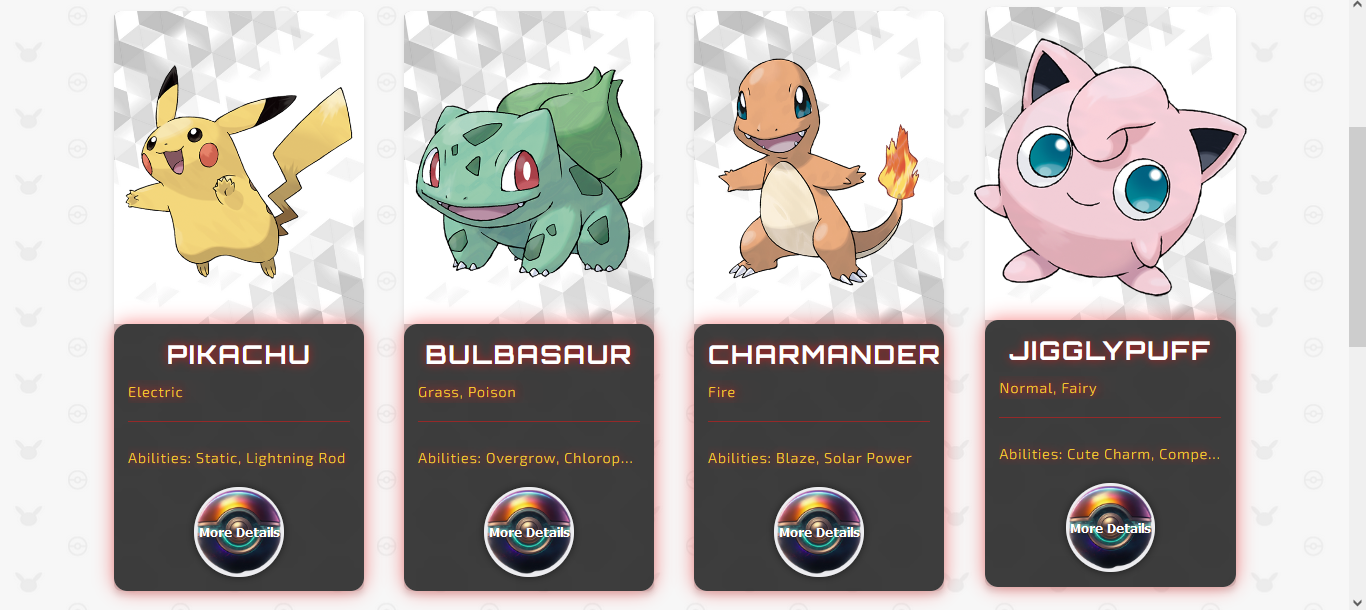 PIKACHU
Electric
Abilities: Static, Lightning Rod
More Details
BULBASAUR
Grass, Poison
Abilities: Overgrow, Chlorop...
More Details
CHARMANDER
Fire
Abilities: Blaze, Solar Power
More Details
JIGGLYPUFF
Normal, Fairy
Abilities: Cute Charm, Compe...
More Details